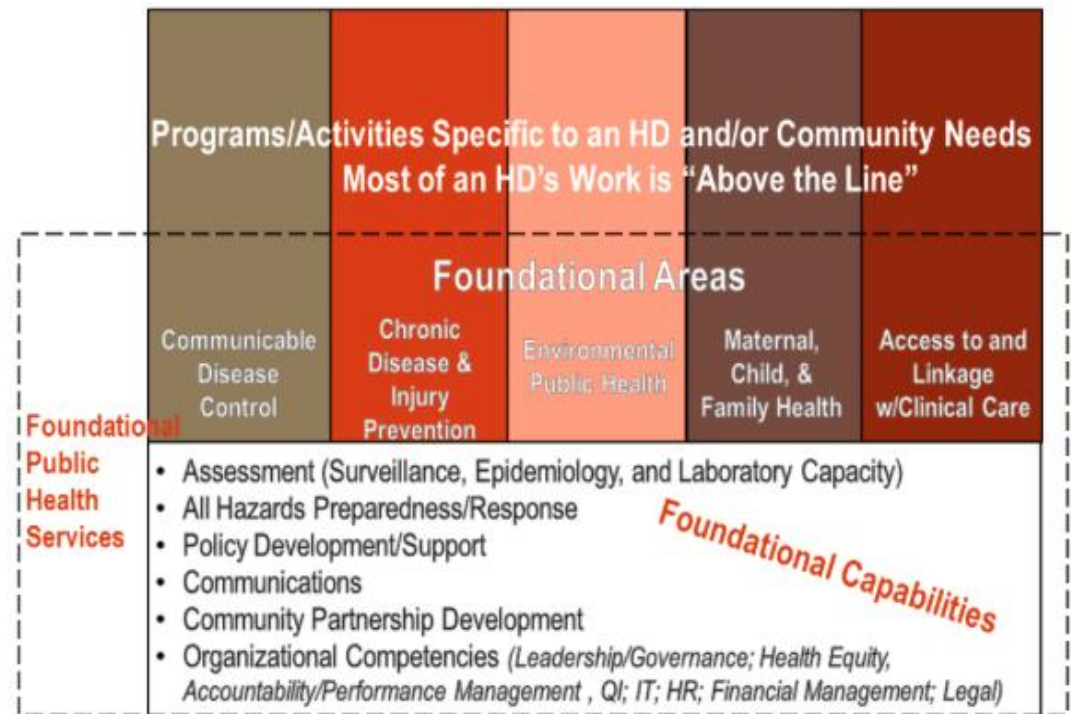 Programs/Activities Specific to an HD and/or Community Needs
Most of an HD's Work is “Above the Line”
Foundational Areas
Communicable
Disease
Control
Chronic
Disease &
Injury
Prevention
Environmental
Public Health
Maternal,
Child, &
Family Health
Access to and
Linkage
w/Clinical Care
Foundational
Public
Health
Services
• Assessment (Surveillance, Epidemiology, and Laboratory Capacity)
• All Hazards Preparedness/Response
• Policy Development/Support
• Communications
• Community Partnership Development
• Organizational Competencies (Leadership/Governance; Health Equity,
Accountability/Performance Management , QI; IT; HR; Financial Management; Legal)
Foundational Capabilities